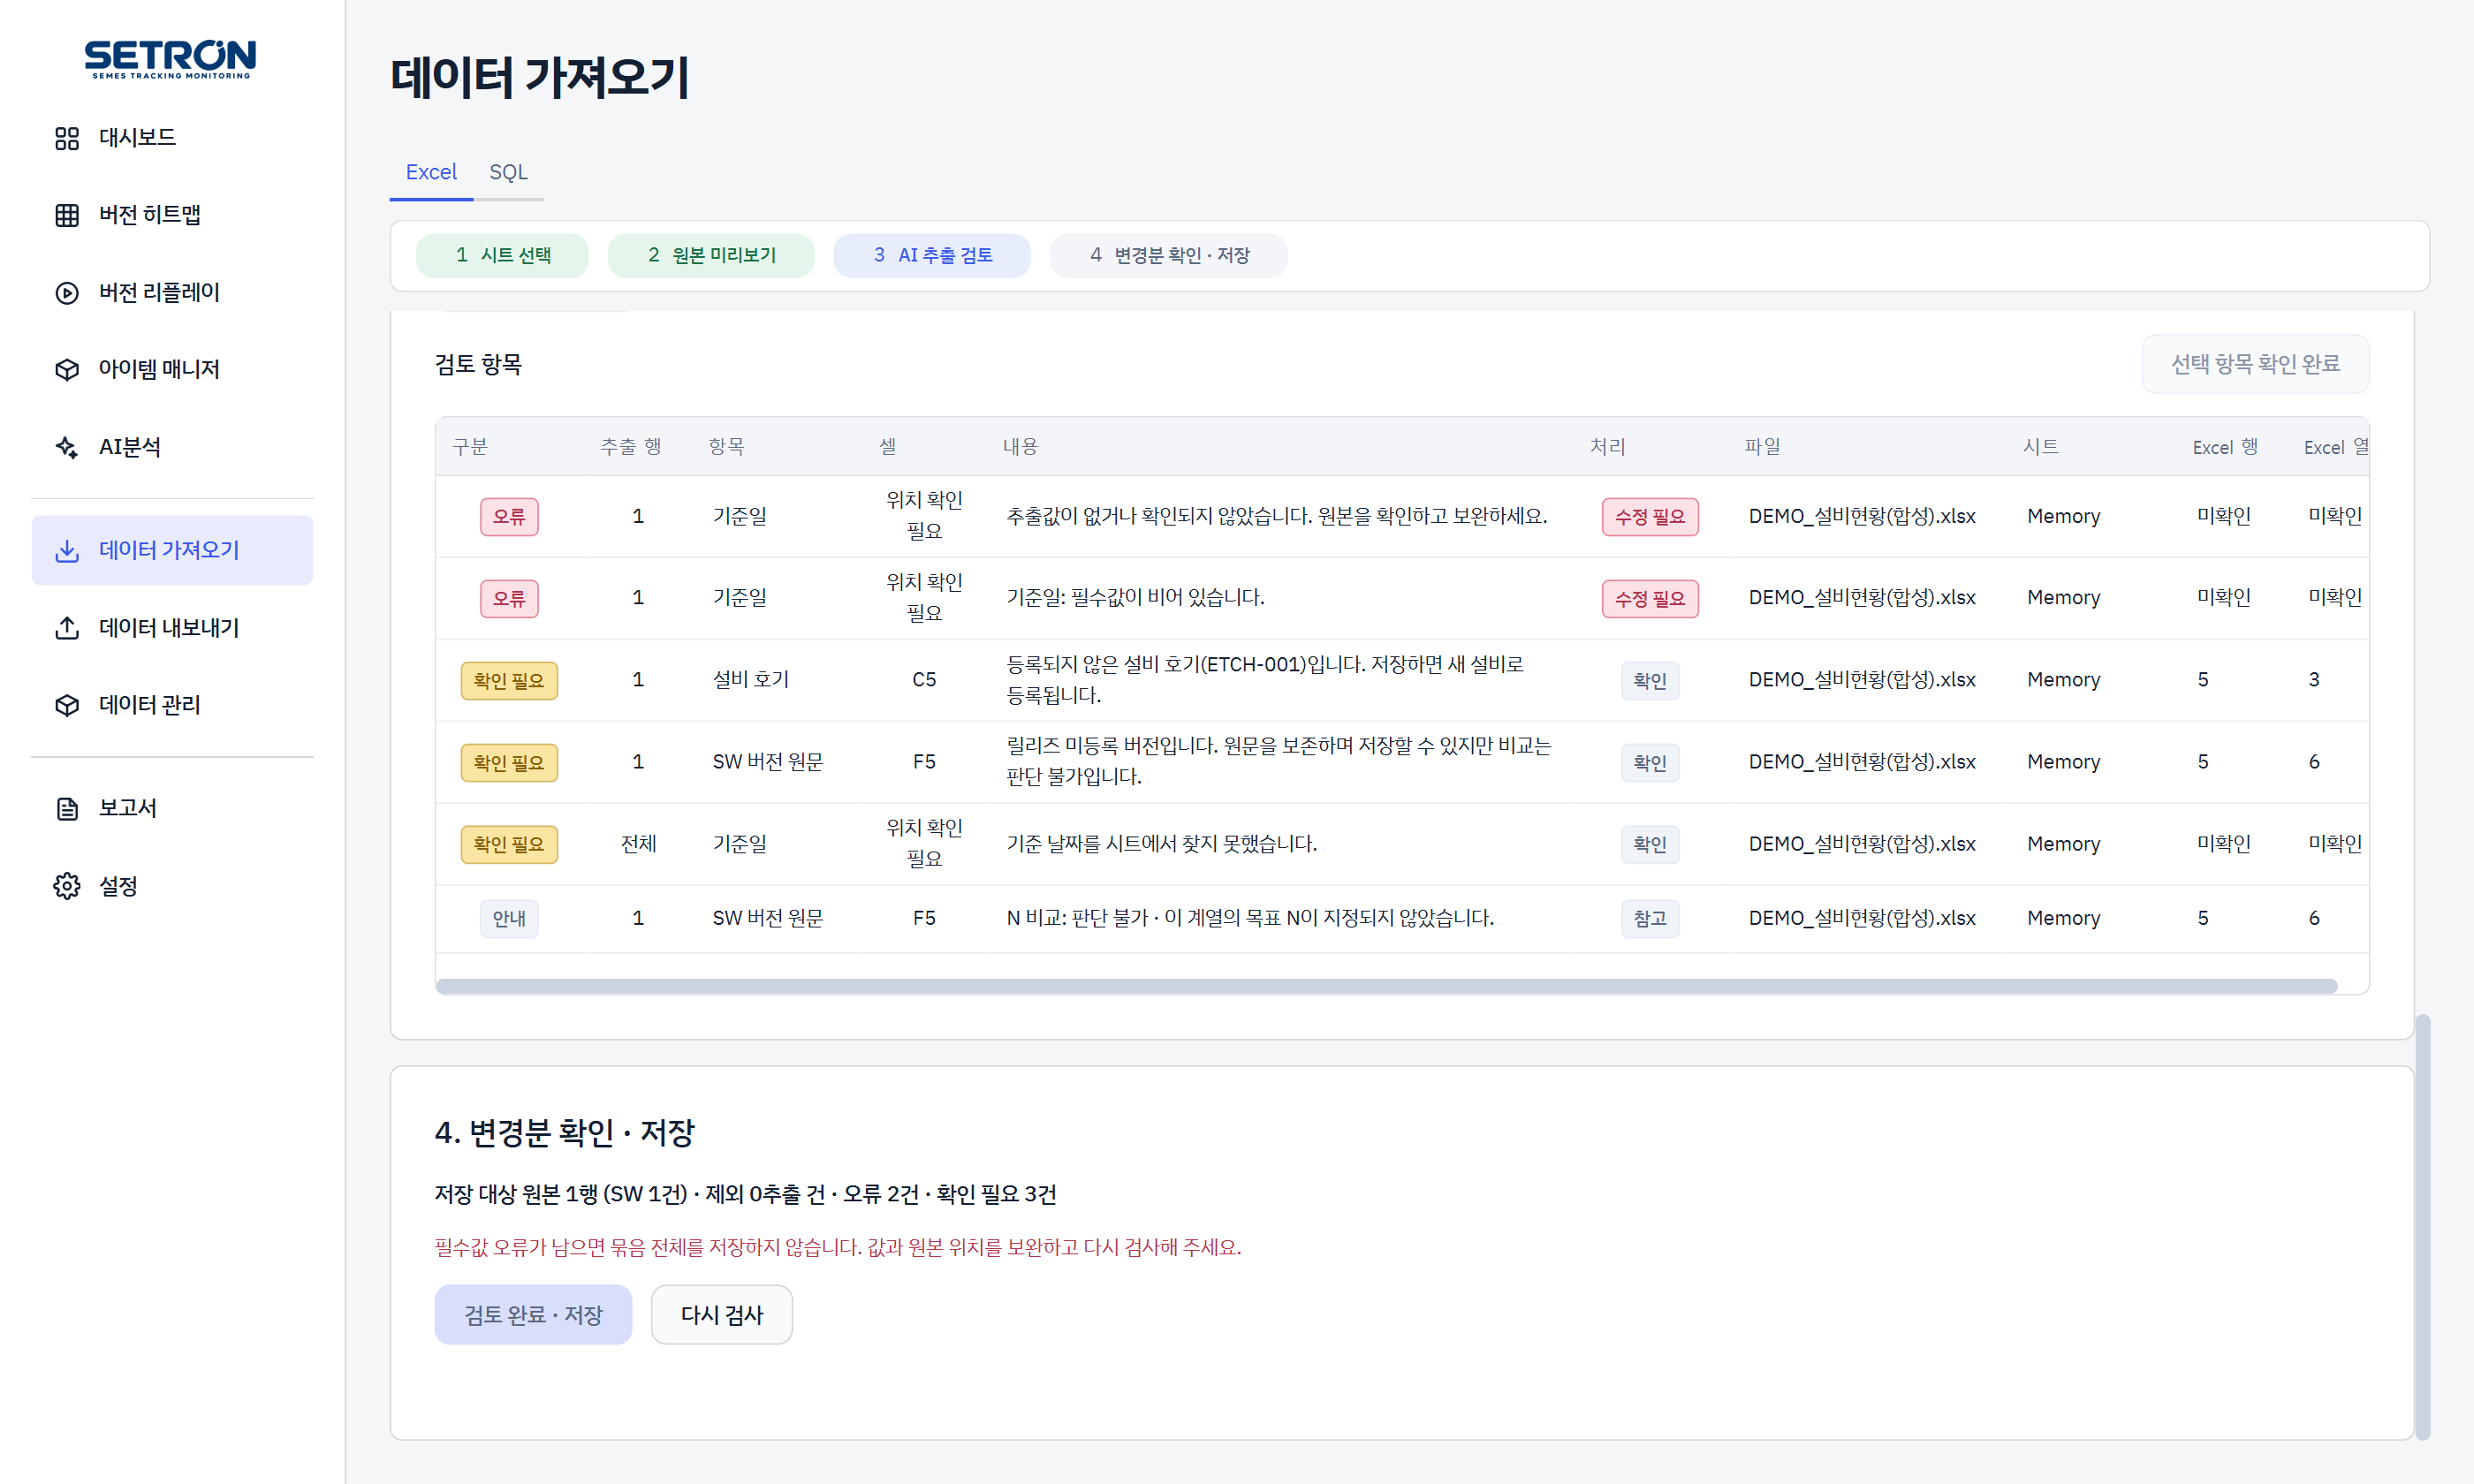 SETRON
SEMES TRACKING MONITORING
대시보드
버전 히트맵
버전 리플레이
아이템 매니저
AI분석
데이터 가져오기
데이터 내보내기
데이터 관리
보고서
설정
데이터 가져오기
Excel SQL
1 시트 선택 2 원본 미리보기 3 AI 추출 검토 4 변경분 확인 · 저장
검토 항목 선택 항목 확인 완료
구분 추출 행 항목 셀 내용 처리 파일 시트 Excel 행 Excel 열
오류 1 기준일 위치 확인 필요 추출값이 없거나 확인되지 않았습니다. 원본을 확인하고 보완하세요. 수정 필요 DEMO_설비현황(합성).xlsx Memory 미확인 미확인
오류 1 기준일 위치 확인 필요 기준일: 필수값이 비어 있습니다. 수정 필요 DEMO_설비현황(합성).xlsx Memory 미확인 미확인
확인 필요 1 설비 호기 C5 등록되지 않은 설비 호기(ETCH-001)입니다. 저장하면 새 설비로 등록됩니다. 확인 DEMO_설비현황(합성).xlsx Memory 5 3
확인 필요 1 SW 버전 원문 F5 릴리즈 미등록 버전입니다. 원문을 보존하며 저장할 수 있지만 비교는 판단 불가입니다. 확인 DEMO_설비현황(합성).xlsx Memory 5 6
확인 필요 전체 기준일 위치 확인 필요 기준 날짜를 시트에서 찾지 못했습니다. 확인 DEMO_설비현황(합성).xlsx Memory 미확인 미확인
안내 1 SW 버전 원문 F5 N 비교: 판단 불가 · 이 계열의 목표 N이 지정되지 않았습니다. 참고 DEMO_설비현황(합성).xlsx Memory 5 6
4. 변경분 확인 · 저장
저장 대상 원본 1행 (SW 1건) · 제외 0추출 건 · 오류 2건 · 확인 필요 3건
필수값 오류가 남으면 묶음 전체를 저장하지 않습니다. 값과 원본 위치를 보완하고 다시 검사해 주세요.
검토 완료 · 저장 다시 검사